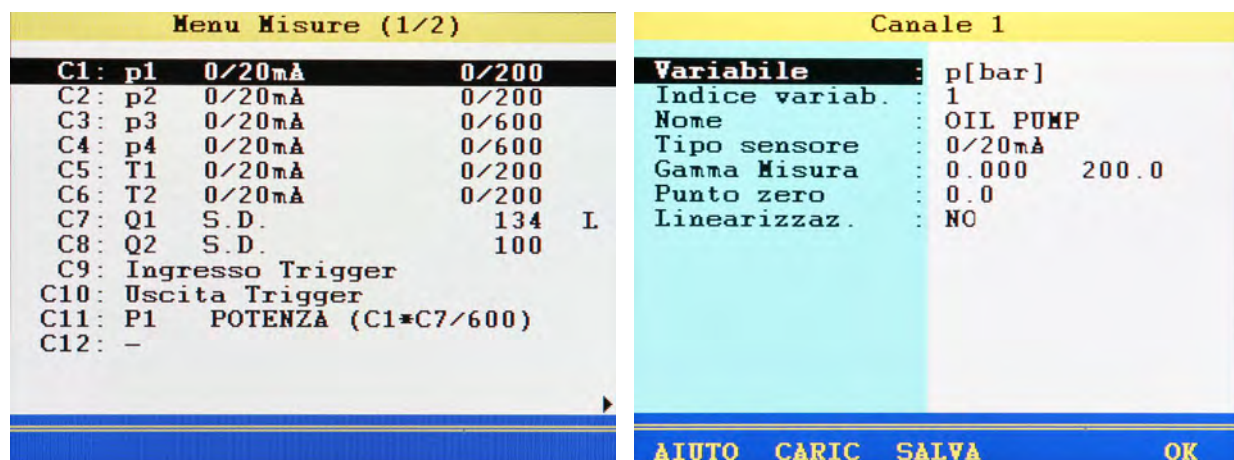 Menu Misure (1/2)
C1: p1 0/20mA 0/200
C2: p2 0/20mA 0/200
C3: p3 0/20mA 0/600
C4: p4 0/20mA 0/600
C5: T1 0/20mA 0/200
C6: T2 0/20mA 0/200
C7: Q1 S.D. 134 L
C8: Q2 S.D. 100
C9: Ingresso Trigger
C10: Uscita Trigger
C11: P1 POTENZA (C1*C7/600)
C12: –
Canale 1
Variabile : p[bar]
Indice variab. : 1
Nome : OIL PUMP
Tipo sensore : 0/20mA
Gamma Misura : 0.000 200.0
Punto zero : 0.0
Linearizzaz. : NO
AIUTO CARIC SALVA OK